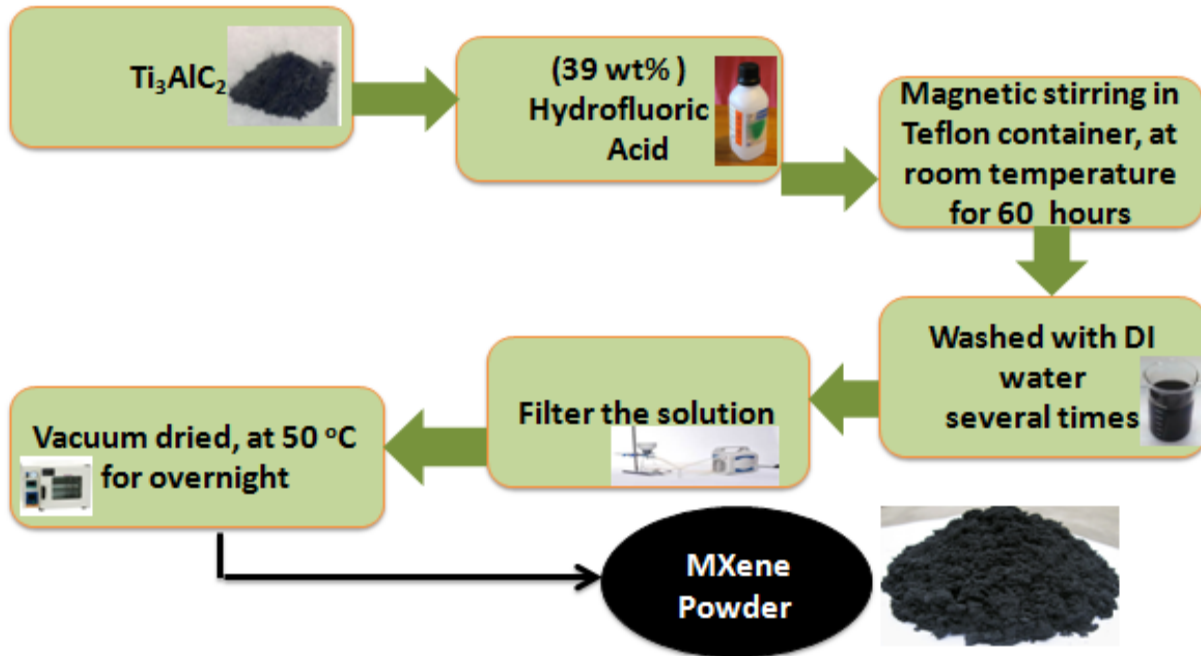 Ti₃AlC₂
(39 wt% )
Hydrofluoric
Acid
Magnetic stirring in
Teflon container, at
room temperature
for 60 hours
Washed with DI
water
several times
Filter the solution
Vacuum dried, at 50 ᵒC
for overnight
MXene
Powder